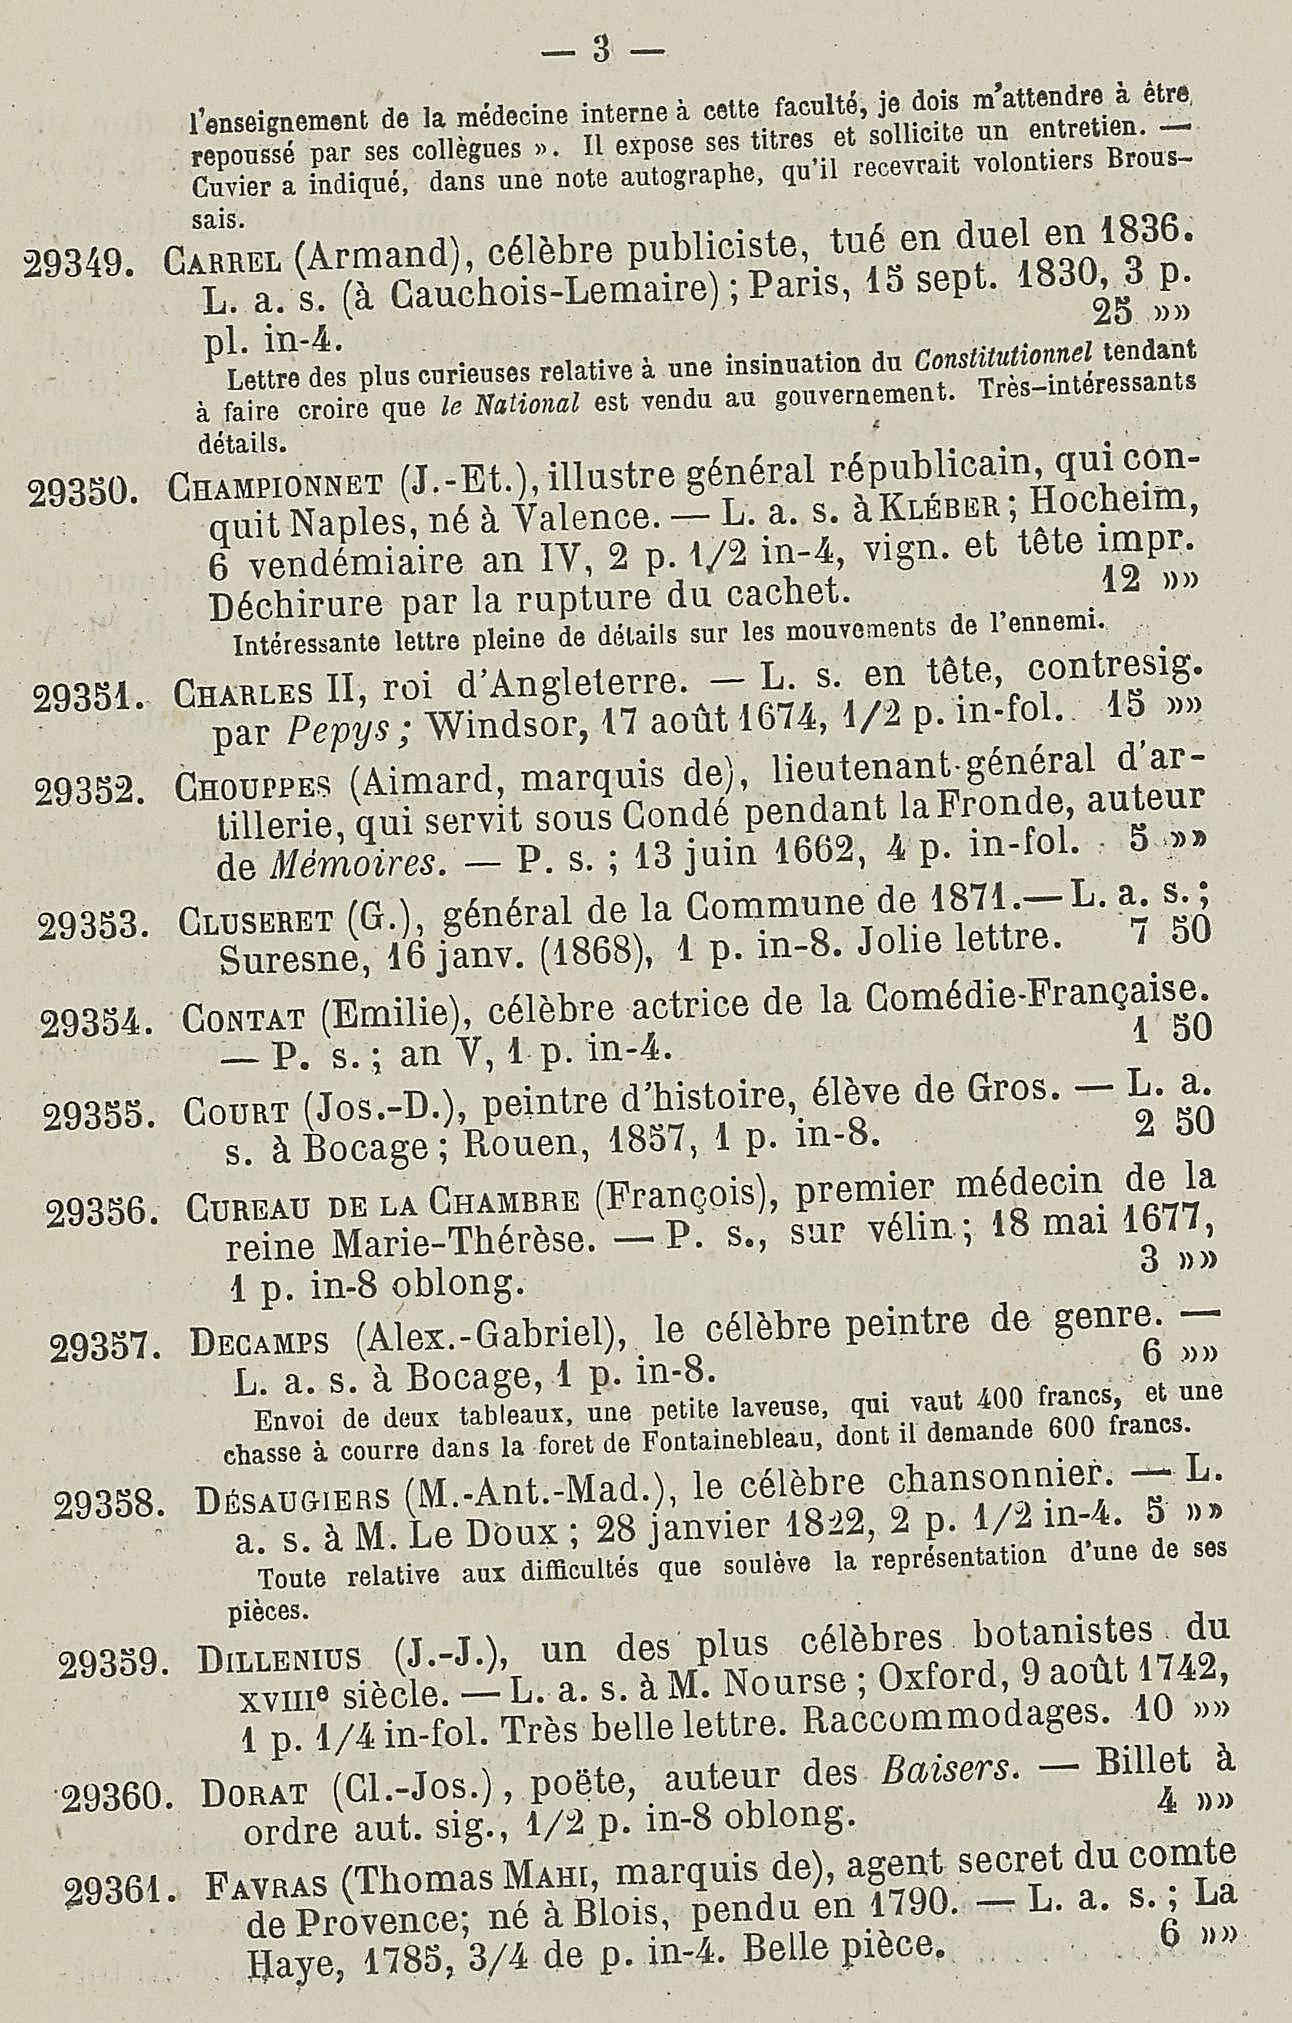 — 3 —
l'enseignement de la médecine interne à cette faculté, je dois m'attendre à être
repoussé par ses collègues ». Il expose ses titres et sollicite un entretien. —
Cuvier a indiqué, dans une note autographe, qu'il recevrait volontiers Brous-
sais.
29349. CARREL (Armand), célèbre publiciste, tué en duel en 1836.
L. a. s. (à Cauchois-Lemaire) ; Paris, 15 sept. 1830, 3 p.
pl. in-4. 25 »»
Lettre des plus curieuses relative à une insinuation du Constitutionnel tendant
à faire croire que le National est vendu au gouvernement. Très-intéressants
détails.
29350. CHAMPIONNET (J.-Et.), illustre général républicain, qui con-
quit Naples, né à Valence. — L. a. s. à KLÉBER ; Hocheim,
6 vendémiaire an IV, 2 p. 1/2 in-4, vign. et tête impr.
Déchirure par la rupture du cachet. 12 »»
Intéressante lettre pleine de détails sur les mouvements de l'ennemi.
29351. CHARLES II, roi d'Angleterre. — L. s. en tête, contresig.
par Pepys ; Windsor, 17 août 1674, 1/2 p. in-fol. 15 »»
29352. CHOUPPES (Aimard, marquis de), lieutenant-général d'ar-
tillerie, qui servit sous Condé pendant la Fronde, auteur
de Mémoires. — P. s. ; 13 juin 1662, 4 p. in-fol. 5 »»
29353. CLUSERET (G.), général de la Commune de 1871. — L. a. s. ;
Suresne, 16 janv. (1868), 1 p. in-8. Jolie lettre. 7 50
29354. CONTAT (Emilie), célèbre actrice de la Comédie-Française.
— P. s. ; an V, 1 p. in-4. 1 50
29355. COURT (Jos.-D.), peintre d'histoire, élève de Gros. — L. a.
s. à Bocage ; Rouen, 1857, 1 p. in-8. 2 50
29356. CUREAU DE LA CHAMBRE (François), premier médecin de la
reine Marie-Thérèse. — P. s., sur vélin ; 18 mai 1677,
1 p. in-8 oblong. 3 »»
29357. DECAMPS (Alex.-Gabriel), le célèbre peintre de genre. —
L. a. s. à Bocage, 1 p. in-8. 6 »»
Envoi de deux tableaux, une petite laveuse, qui vaut 400 francs, et une
chasse à courre dans la foret de Fontainebleau, dont il demande 600 francs.
29358. DÉSAUGIERS (M.-Ant.-Mad.), le célèbre chansonnier. — L.
a. s. à M. Le Doux ; 28 janvier 1822, 2 p. 1/2 in-4. 5 »»
Toute relative aux difficultés que soulève la représentation d'une de ses
pièces.
29359. DILLENIUS (J.-J.), un des plus célèbres botanistes du
XVIIIe siècle. — L. a. s. à M. Nourse ; Oxford, 9 août 1742,
1 p. 1/4 in-fol. Très belle lettre. Raccommodages. 10 »»
29360. DORAT (Cl.-Jos.), poëte, auteur des Baisers. — Billet à
ordre aut. sig., 1/2 p. in-8 oblong. 4 »»
29361. FAVRAS (Thomas MAHI, marquis de), agent secret du comte
de Provence; né à Blois, pendu en 1790. — L. a. s. ; La
Haye, 1785, 3/4 de p. in-4. Belle pièce. 6 »»